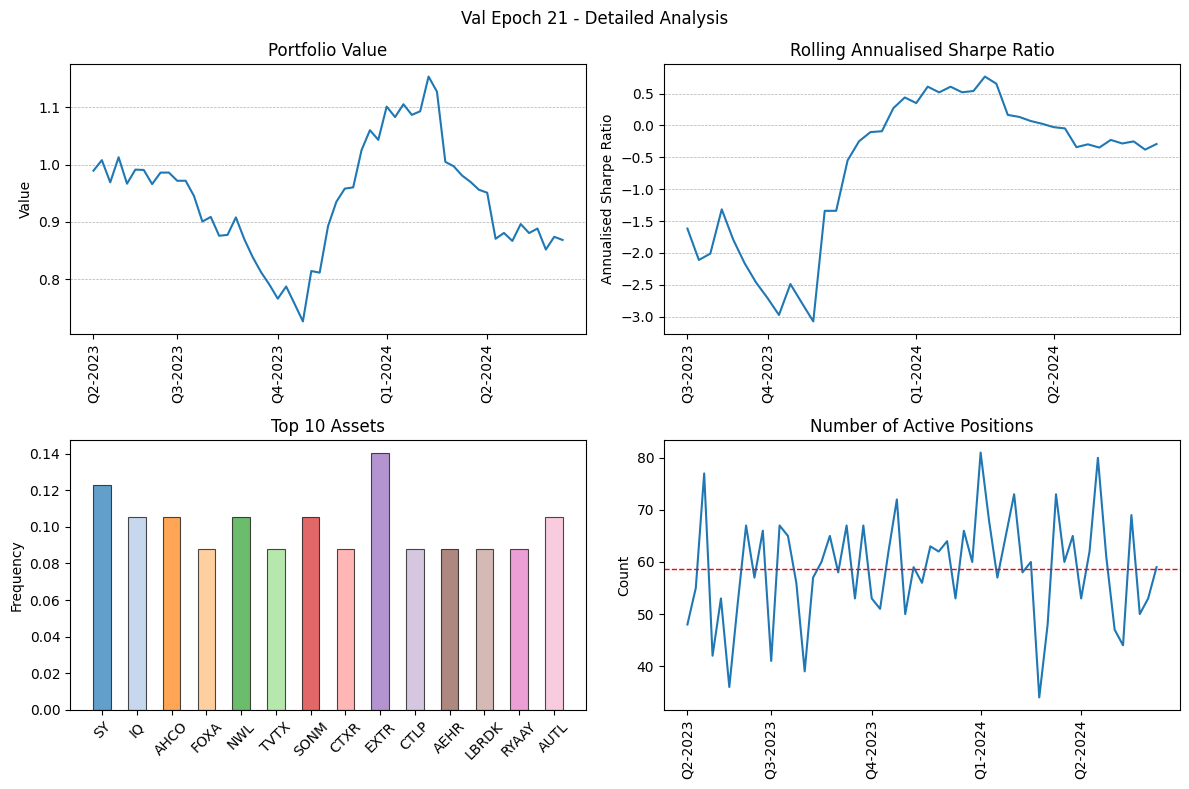 Val Epoch 21 - Detailed Analysis
Portfolio Value
Value
1.1
1.0
0.9
0.8
Q2-2023
Q3-2023
Q4-2023
Q1-2024
Q2-2024
Rolling Annualised Sharpe Ratio
Annualised Sharpe Ratio
0.5
0.0
−0.5
−1.0
−1.5
−2.0
−2.5
−3.0
Q3-2023
Q4-2023
Q1-2024
Q2-2024
Top 10 Assets
Frequency
0.14
0.12
0.10
0.08
0.06
0.04
0.02
0.00
SY
IQ
AHCO
FOXA
NWL
TVTX
SONM
CTXR
EXTR
CTLP
AEHR
LBRDK
RYAAY
AUTL
Number of Active Positions
Count
80
70
60
50
40
Q2-2023
Q3-2023
Q4-2023
Q1-2024
Q2-2024